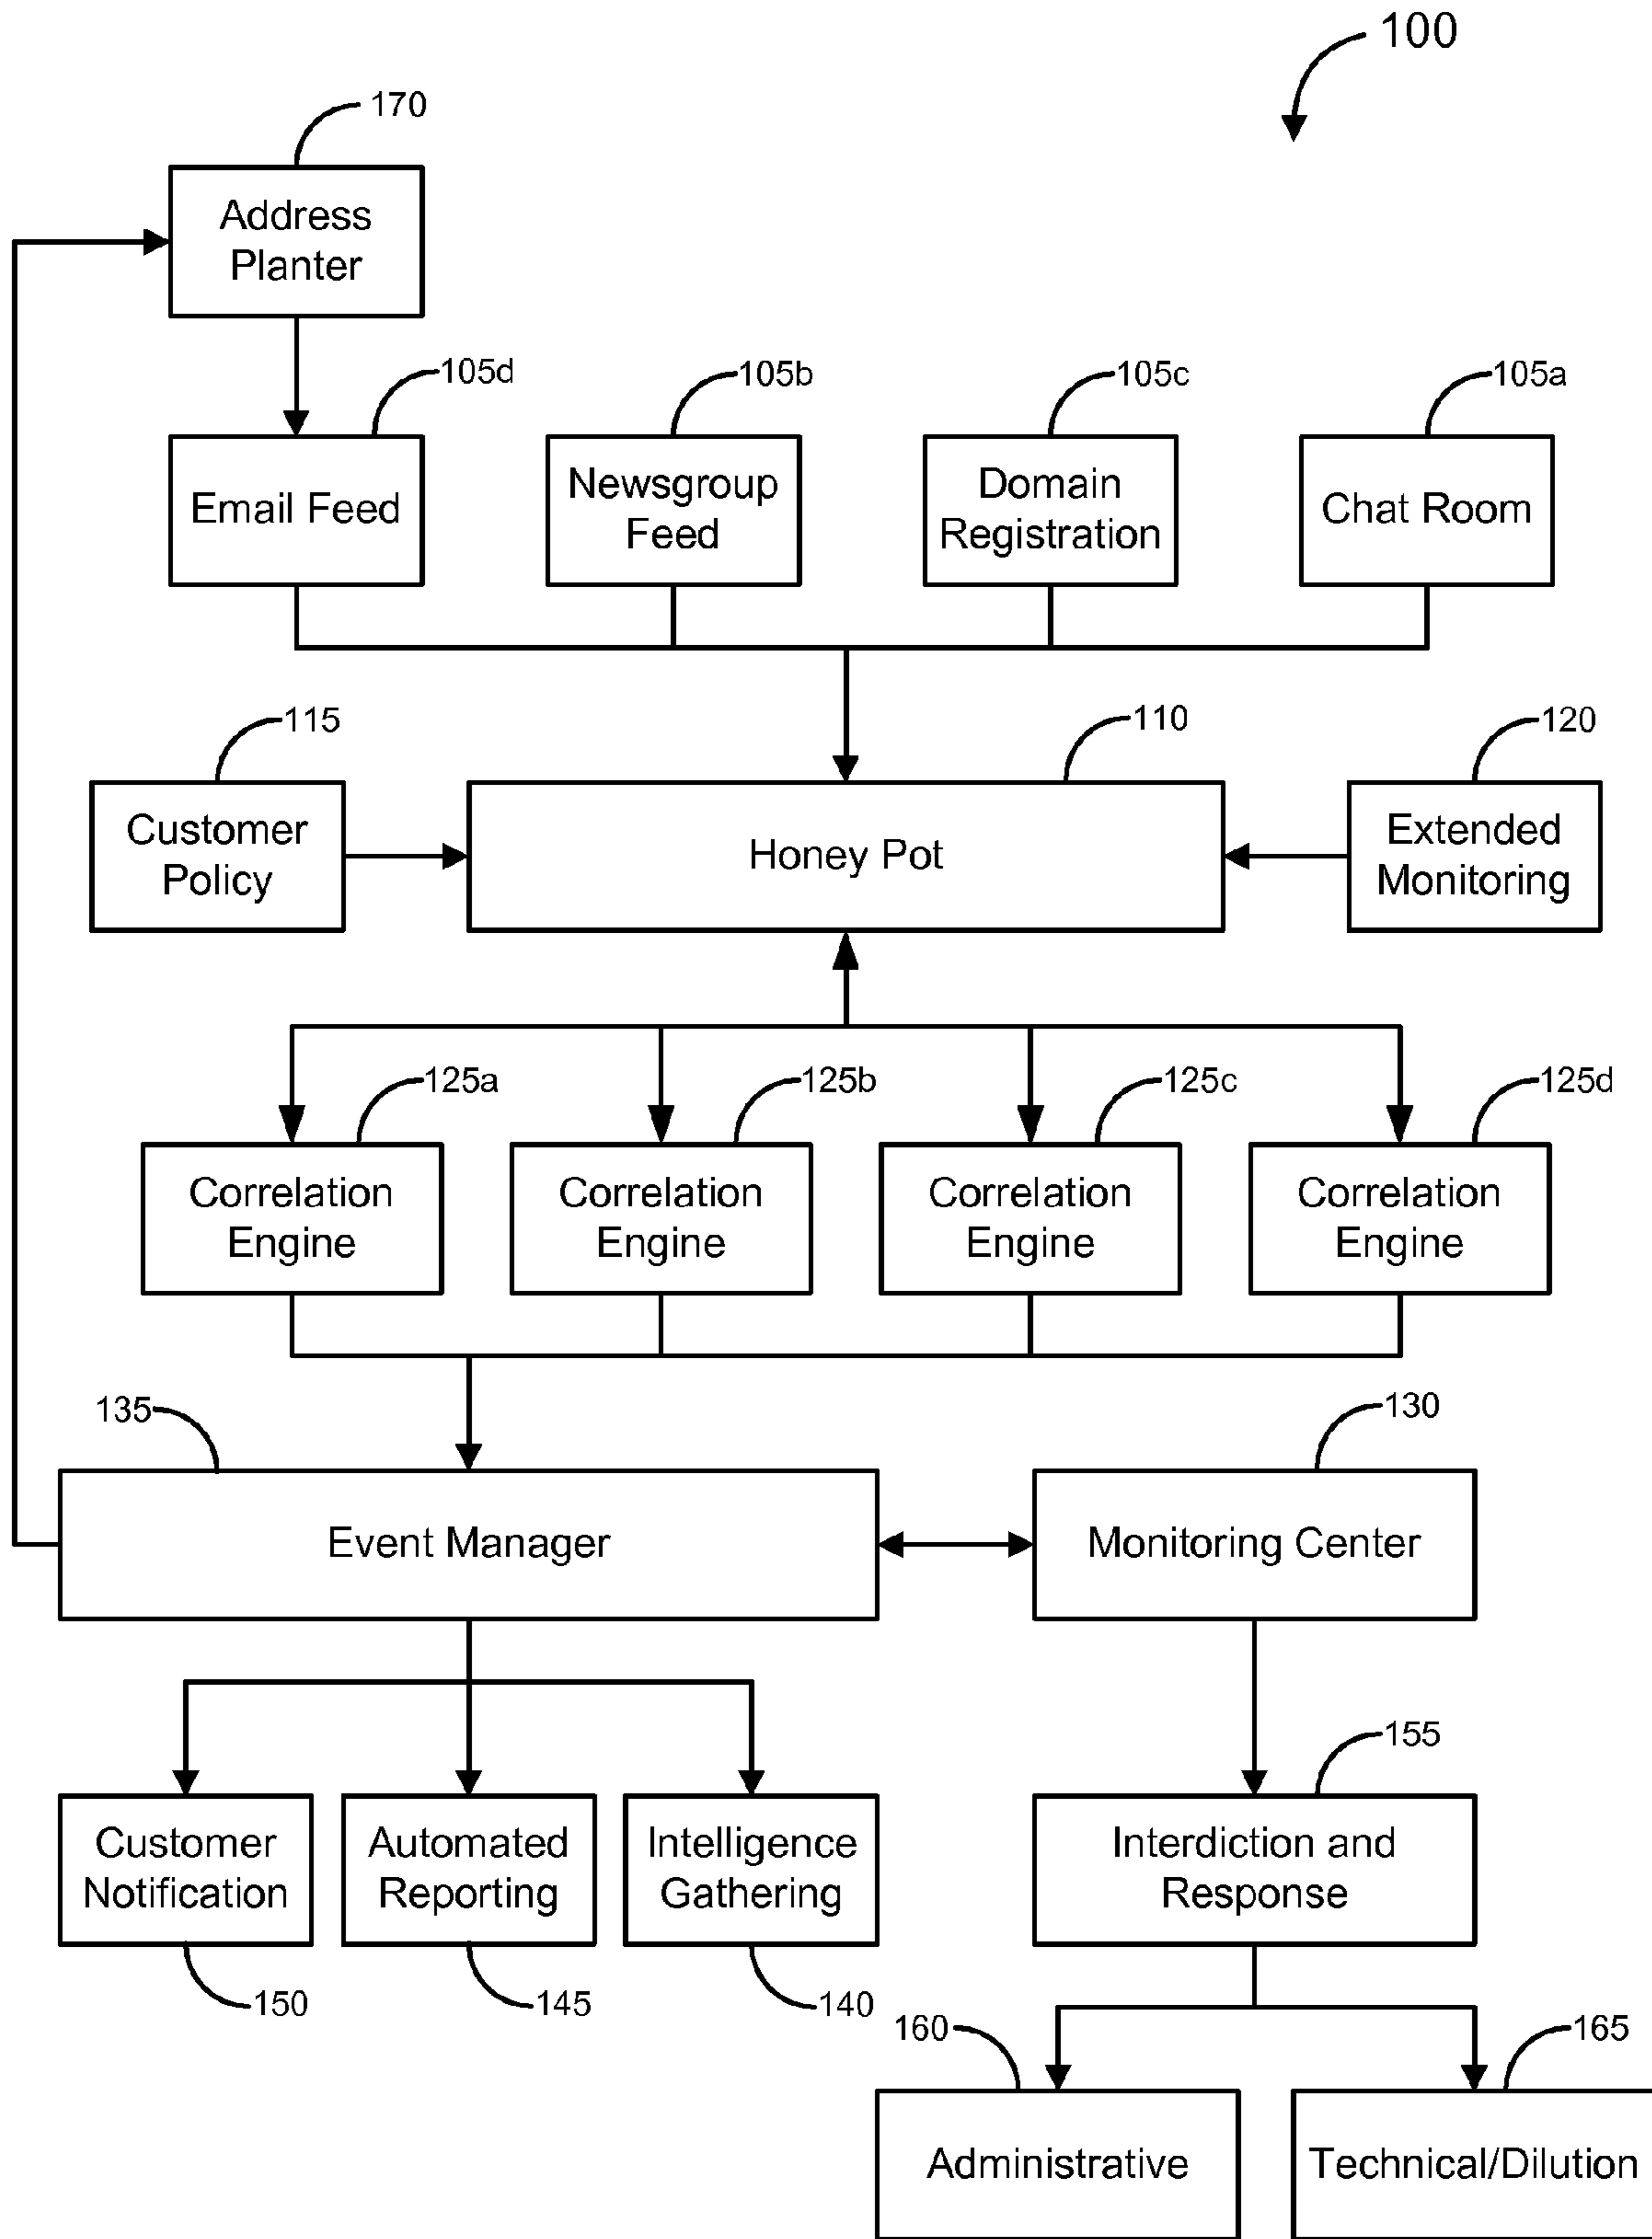 100
170
Address
Planter
105d
105b
105c
105a
Email Feed
Newsgroup
Feed
Domain
Registration
Chat Room
115
110
120
Customer
Policy
Honey Pot
Extended
Monitoring
125a
125b
125c
125d
Correlation
Engine
Correlation
Engine
Correlation
Engine
Correlation
Engine
135
130
Event Manager
Monitoring Center
155
Customer
Notification
Automated
Reporting
Intelligence
Gathering
Interdiction and
Response
150
145
140
160
165
Administrative
Technical/Dilution